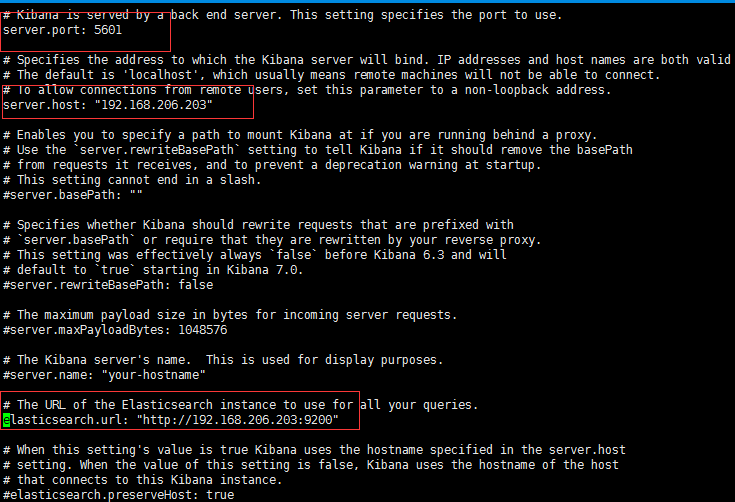 # Kibana is served by a back end server. This setting specifies the port to use.
server.port: 5601
# Specifies the address to which the Kibana server will bind. IP addresses and host names are both valid
# The default is 'localhost', which usually means remote machines will not be able to connect.
# To allow connections from remote users, set this parameter to a non-loopback address.
server.host: "192.168.206.203"
# Enables you to specify a path to mount Kibana at if you are running behind a proxy.
# Use the `server.rewriteBasePath` setting to tell Kibana if it should remove the basePath
# from requests it receives, and to prevent a deprecation warning at startup.
# This setting cannot end in a slash.
#server.basePath: ""
# Specifies whether Kibana should rewrite requests that are prefixed with
# `server.basePath` or require that they are rewritten by your reverse proxy.
# This setting was effectively always `false` before Kibana 6.3 and will
# default to `true` starting in Kibana 7.0.
#server.rewriteBasePath: false
# The maximum payload size in bytes for incoming server requests.
#server.maxPayloadBytes: 1048576
# The Kibana server's name.  This is used for display purposes.
#server.name: "your-hostname"
# The URL of the Elasticsearch instance to use for all your queries.
elasticsearch.url: "http://192.168.206.203:9200"
# When this setting's value is true Kibana uses the hostname specified in the server.host
# setting. When the value of this setting is false, Kibana uses the hostname of the host
# that connects to this Kibana instance.
#elasticsearch.preserveHost: true